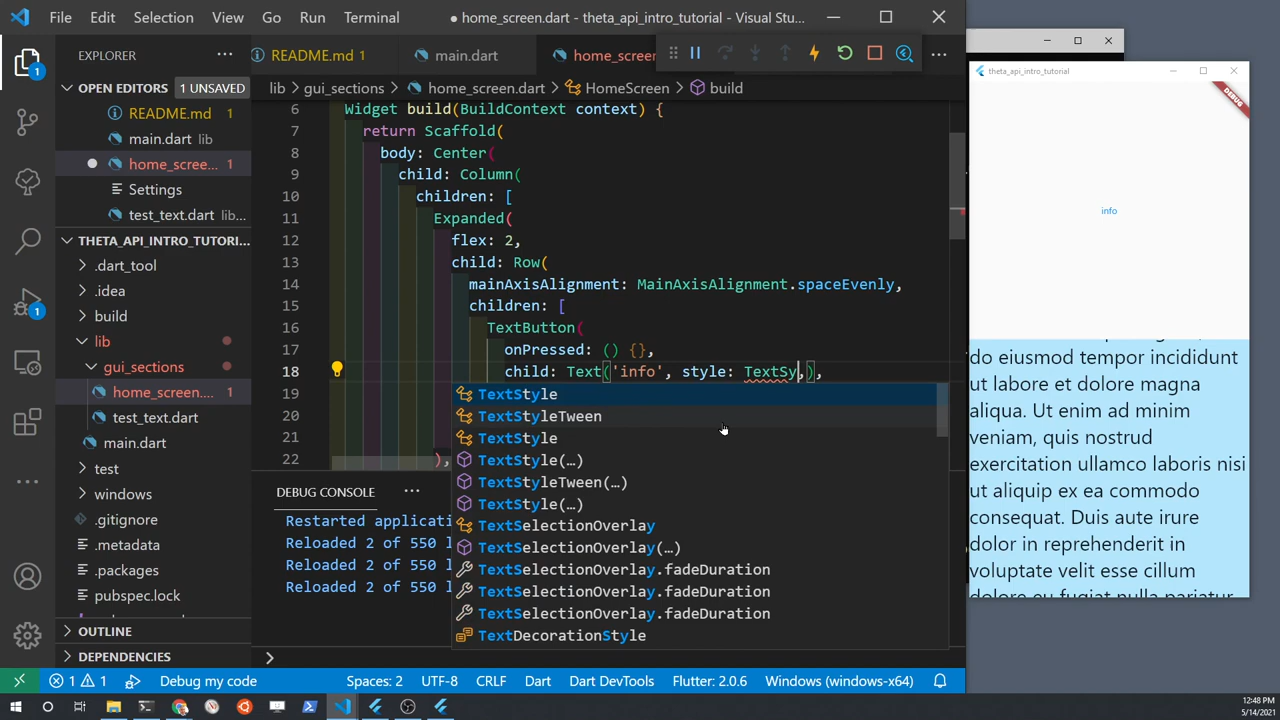 File Edit Selection View Go Run Terminal
● home_screen.dart - theta_api_intro_tutorial - Visual Stu...
EXPLORER
README.md 1
main.dart
home_screen
lib > gui_sections > home_screen.dart > HomeScreen > build
OPEN EDITORS 1 UNSAVED
README.md 1
main.dart lib
home_scree... 1
Settings
test_text.dart lib...
THETA_API_INTRO_TUTORI...
.dart_tool
.idea
build
lib
gui_sections
home_screen.... 1
test_text.dart
main.dart
test
windows
.gitignore
.metadata
.packages
pubspec.lock
OUTLINE
DEPENDENCIES
1
1
6 Widget build(BuildContext context) {
7 return Scaffold(
8 body: Center(
9 child: Column(
10 children: [
11 Expanded(
12 flex: 2,
13 child: Row(
14 mainAxisAlignment: MainAxisAlignment.spaceEvenly,
15 children: [
16 TextButton(
17 onPressed: () {},
18 child: Text('info', style: TextSy,),
19
20
21
22 ),
TextStyle
TextStyleTween
TextStyle
TextStyle(…)
TextStyleTween(…)
TextStyle(…)
TextSelectionOverlay
TextSelectionOverlay(…)
TextSelectionOverlay.fadeDuration
TextSelectionOverlay.fadeDuration
TextSelectionOverlay.fadeDuration
TextDecorationStyle
DEBUG CONSOLE
Restarted applicati
Reloaded 2 of 550 l
Reloaded 2 of 550 l
Reloaded 2 of 550 l
1 1 Debug my code Spaces: 2 UTF-8 CRLF Dart Dart DevTools Flutter: 2.0.6 Windows (windows-x64)
theta_api_intro_tutorial
DEBUG
info
do eiusmod tempor incididunt
ut labore et dolore magna
aliqua. Ut enim ad minim
veniam, quis nostrud
exercitation ullamco laboris nisi
ut aliquip ex ea commodo
consequat. Duis aute irure
dolor in reprehenderit in
voluptate velit esse cillum
dolore eu fugiat nulla pariatur
12:48 PM
5/14/2021